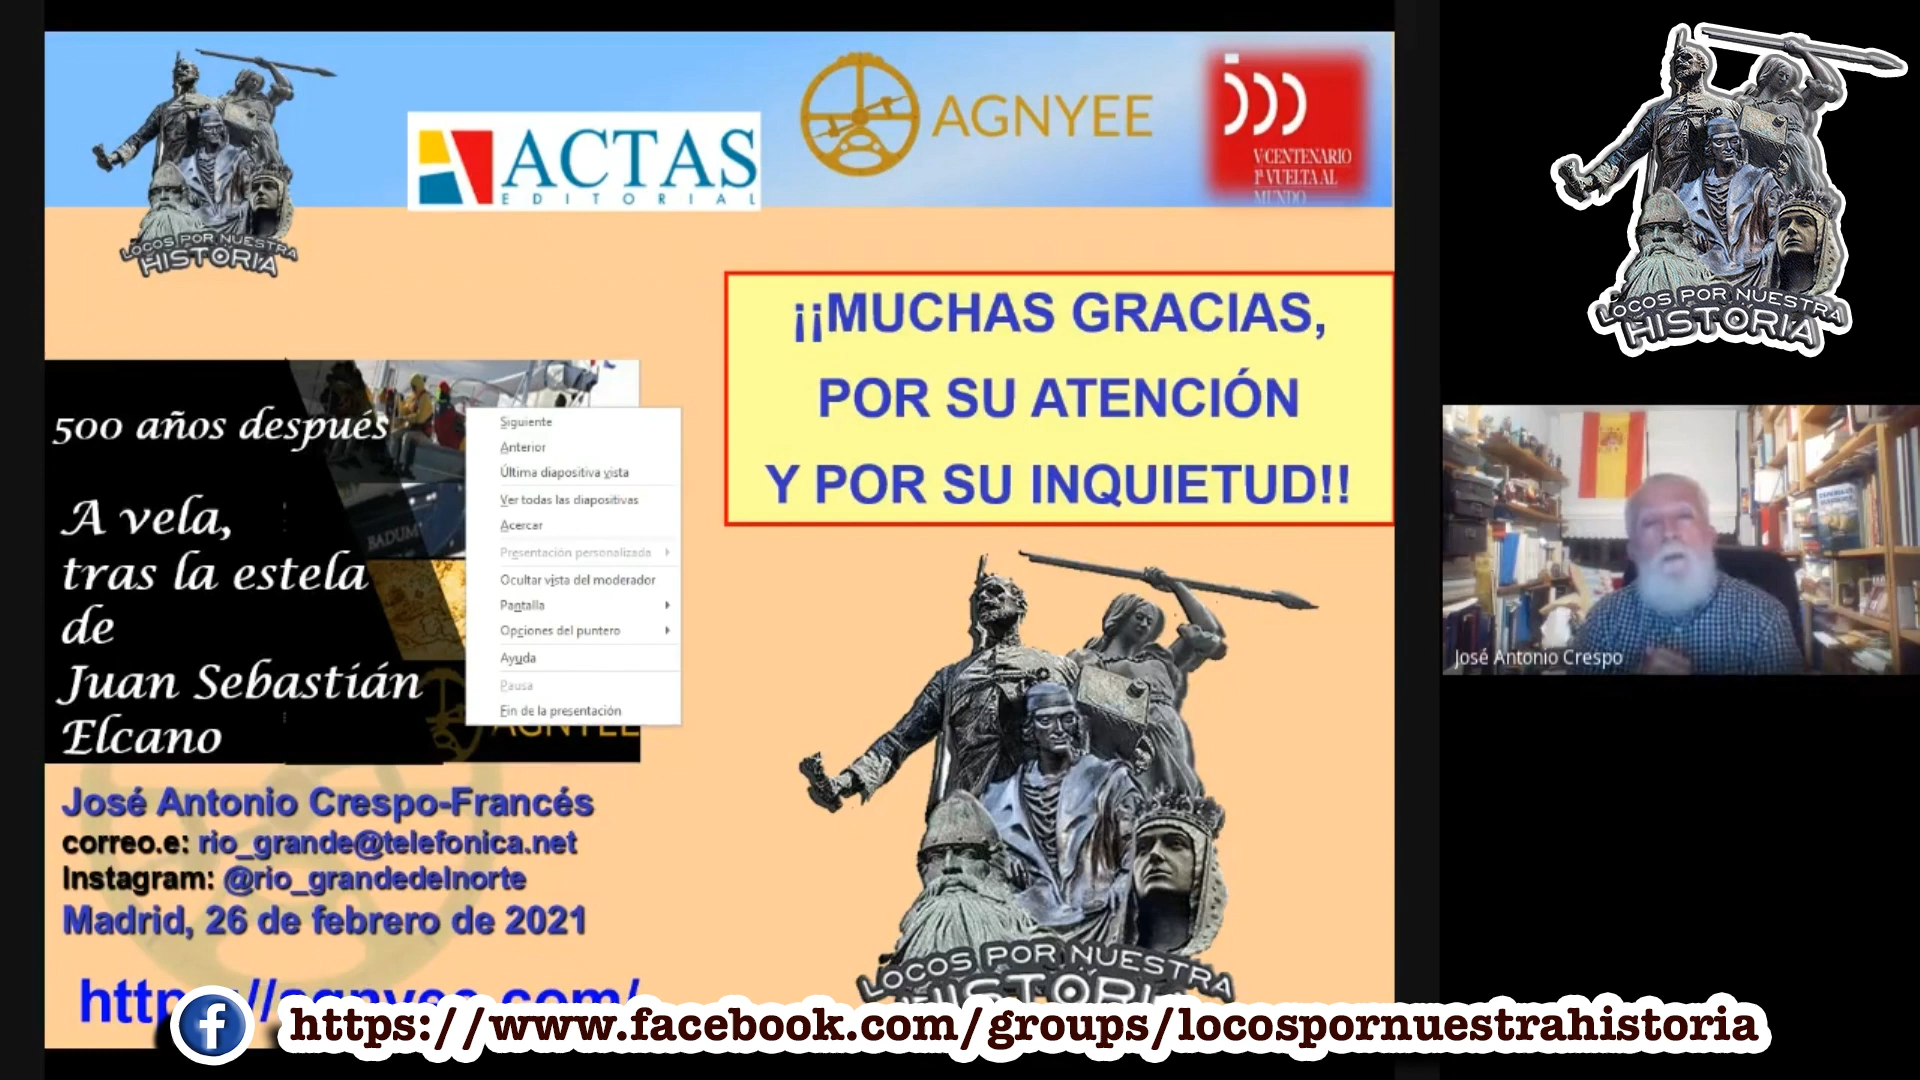 LOCOS POR NUESTRA
HISTORIA
ACTAS
EDITORIAL
AGNYEE
V CENTENARIO
1ª VUELTA AL
MUNDO
¡¡MUCHAS GRACIAS,
POR SU ATENCIÓN
Y POR SU INQUIETUD!!
500 años después
A vela,
tras la estela
de
Juan Sebastián
Elcano
Siguiente
Anterior
Última diapositiva vista
Ver todas las diapositivas
Acercar
Presentación personalizada
Ocultar vista del moderador
Pantalla
Opciones del puntero
Ayuda
Pausa
Fin de la presentación
José Antonio Crespo-Francés
correo.e: rio_grande@telefonica.net
Instagram: @rio_grandedelnorte
Madrid, 26 de febrero de 2021
LOCOS POR NUESTRA
HISTORIA
LOCOS POR NUESTRA
HISTORIA
José Antonio Crespo
https://www.facebook.com/groups/locospornuestrahistoria